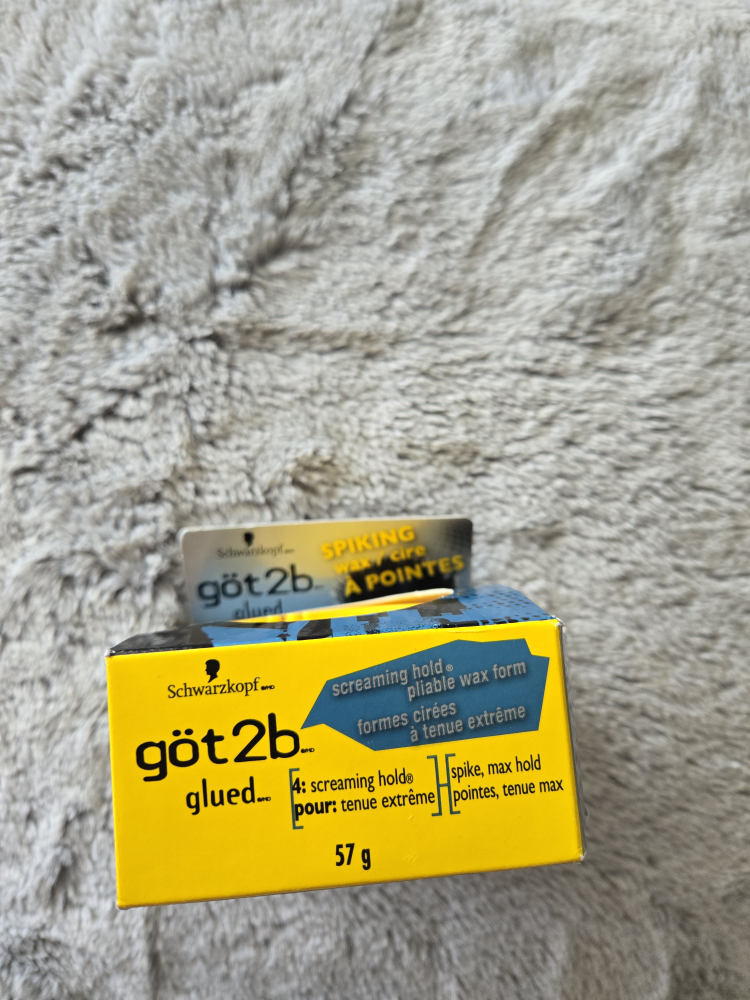 Schwarzkopf
SPIKING
wax / cire
À POINTES
göt2b
glued
Schwarzkopf
screaming hold®
pliable wax form
formes cirées
à tenue extrême
göt2b
glued
4: screaming hold®
pour: tenue extrême
spike, max hold
pointes, tenue max
57 g